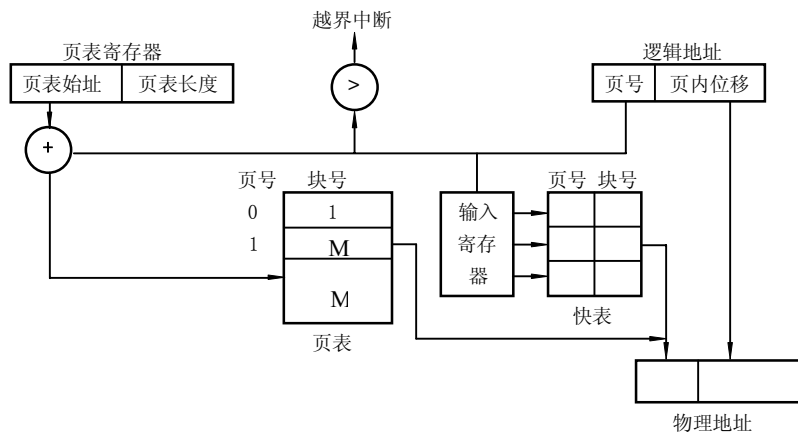 越界中断
页表寄存器
逻辑地址
页表始址 页表长度
>
页号 页内位移
+
页号 块号
页号 块号
0 1
1 M
M
输入
寄存
器
快表
页表
物理地址